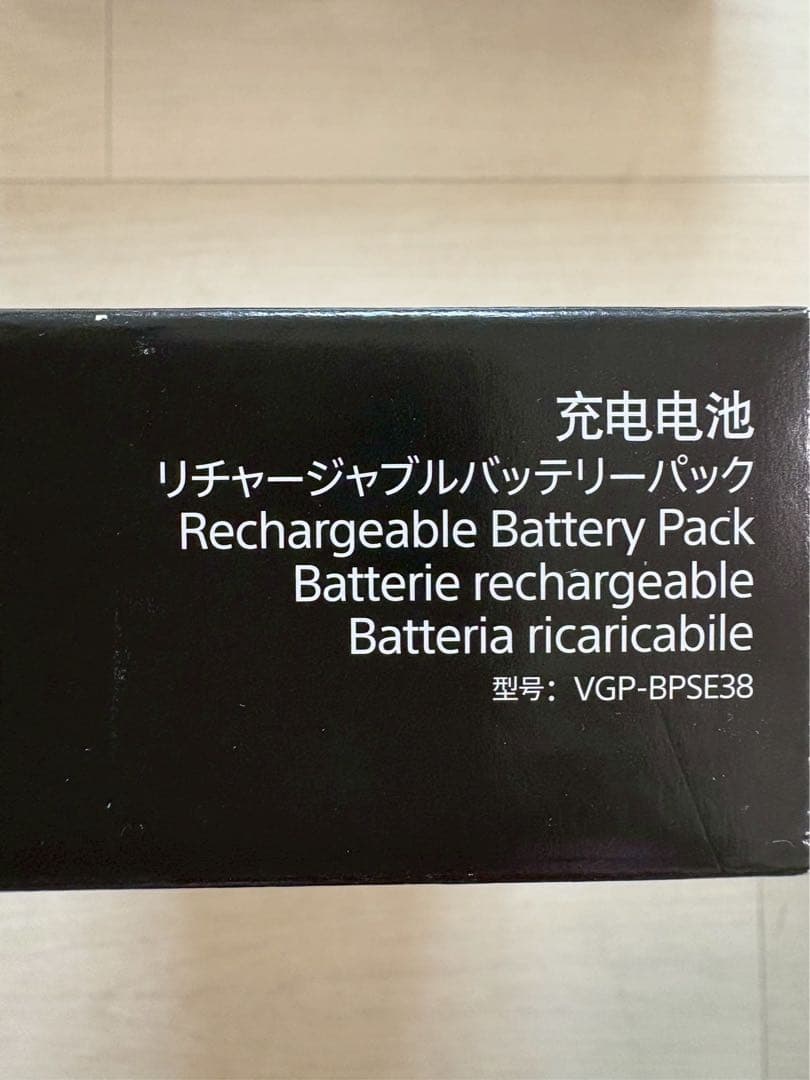 充电电池
リチャージャブルバッテリーパック
Rechargeable Battery Pack
Batterie rechargeable
Batteria ricaricabile
型号：VGP-BPSE38